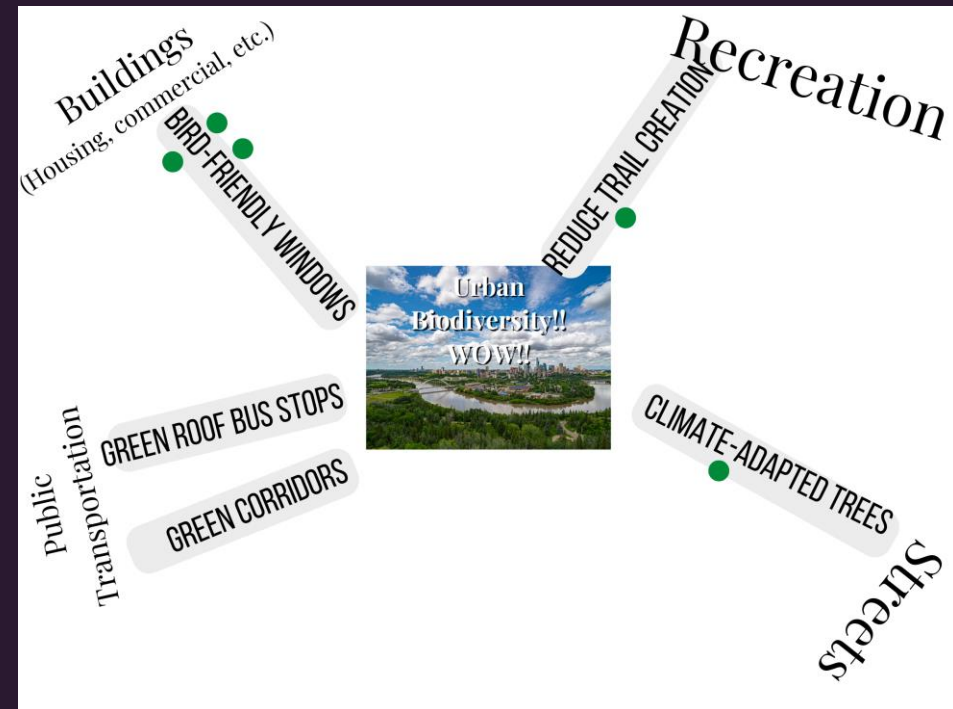 Buildings
(Housing, commercial, etc.)
BIRD-FRIENDLY WINDOWS
Recreation
REDUCE TRAIL CREATION
Urban
Biodiversity!!
WOW!!
Public
Transportation
GREEN ROOF BUS STOPS
GREEN CORRIDORS
CLIMATE-ADAPTED TREES
Streets